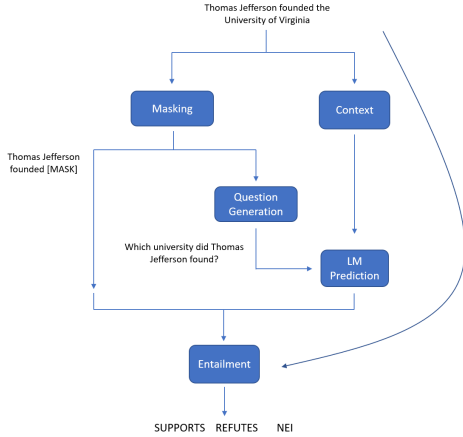 Thomas Jefferson founded the
University of Virginia
Masking
Context
Thomas Jefferson
founded [MASK]
Question
Generation
Which university did Thomas
Jefferson found?
LM
Prediction
Entailment
SUPPORTS REFUTES NEI